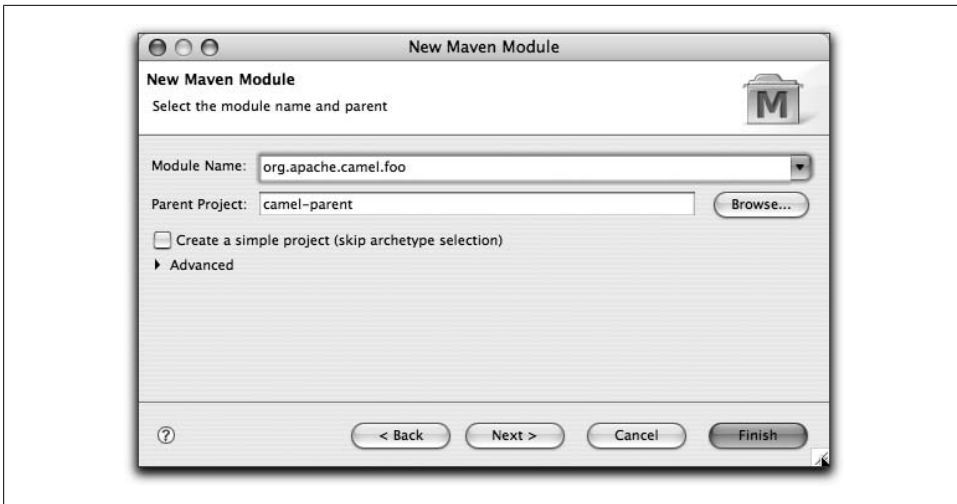 New Maven Module
New Maven Module
Select the module name and parent
M
Module Name: org.apache.camel.foo
Parent Project: camel-parent Browse...
Create a simple project (skip archetype selection)
Advanced
? < Back Next > Cancel Finish